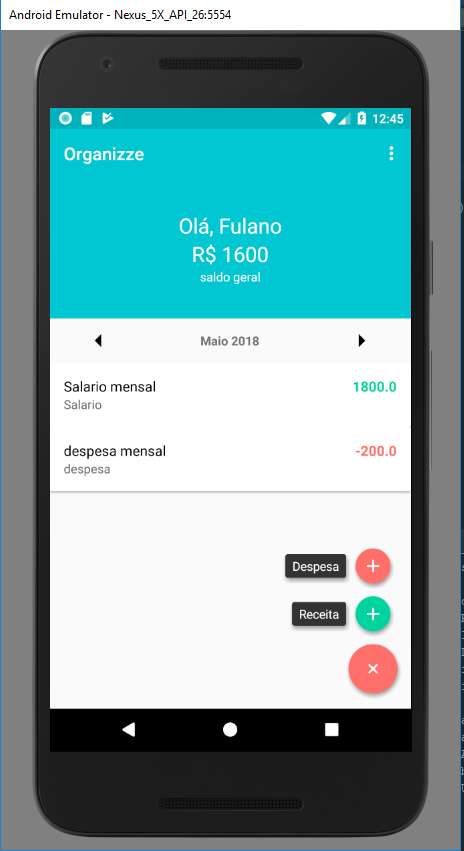 Android Emulator - Nexus_5X_API_26:5554
12:45
Organizze
Olá, Fulano
R$ 1600
saldo geral
Maio 2018
Salario mensal 1800.0
Salario
despesa mensal -200.0
despesa
Despesa
Receita